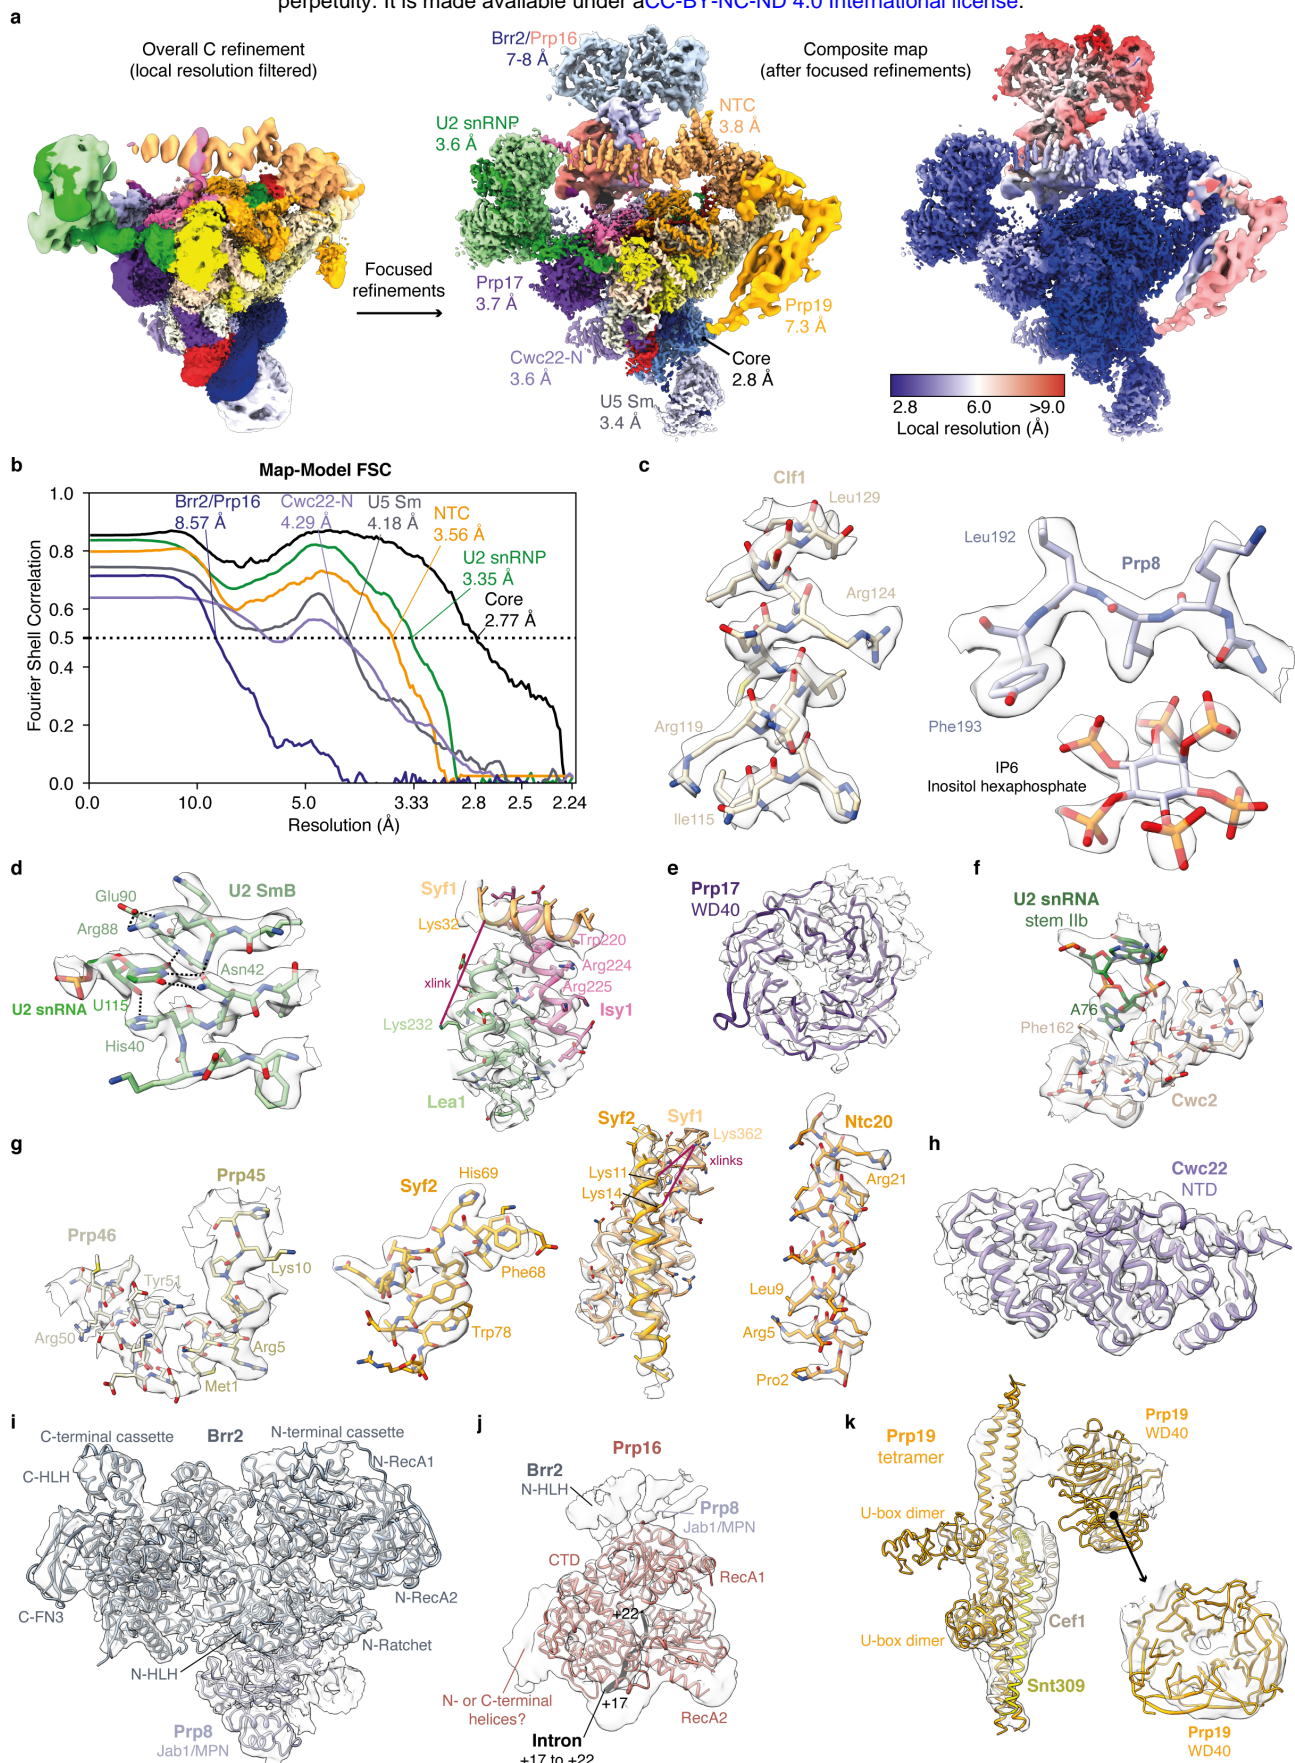 perpetuity. It is made available under aCC-BY-NC-ND 4.0 International license.
a
Overall C refinement
(local resolution filtered)
Focused
refinements
Brr2/Prp16
7-8 Å
Composite map
(after focused refinements)
U2 snRNP
3.6 Å
NTC
3.8 Å
Prp17
3.7 Å
Prp19
7.3 Å
Cwc22-N
3.6 Å
Core
2.8 Å
U5 Sm
3.4 Å
2.8 6.0 >9.0
Local resolution (Å)
b
Map-Model FSC
Brr2/Prp16
8.57 Å
Cwc22-N
4.29 Å
U5 Sm
4.18 Å
NTC
3.56 Å
U2 snRNP
3.35 Å
Core
2.77 Å
Fourier Shell Correlation
1.0
0.8
0.6
0.5
0.4
0.2
0.0
0.0 10.0 5.0 3.33 2.8 2.5 2.24
Resolution (Å)
c
Clf1
Leu129
Arg124
Arg119
Ile115
Leu192
Prp8
Phe193
IP6
Inositol hexaphosphate
d
U2 SmB
Glu90
Arg88
Asn42
U115
U2 snRNA
His40
Syf1
Lys32
Trp220
Arg224
Arg225
xlink
Isy1
Lys232
Lea1
e
Prp17
WD40
f
U2 snRNA
stem IIb
A76
Phe162
Cwc2
g
Prp45
Prp46
Lys10
Tyr51
Arg50
Arg5
Met1
Syf2
His69
Phe68
Trp78
Syf2
Syf1
Lys362
xlinks
Lys11
Lys14
Ntc20
Arg21
Leu9
Arg5
Pro2
h
Cwc22
NTD
i
C-terminal cassette
Brr2
N-terminal cassette
C-HLH
N-RecA1
N-RecA2
C-FN3
N-Ratchet
N-HLH
Prp8
Jab1/MPN
j
Prp16
Brr2
N-HLH
Prp8
Jab1/MPN
CTD
RecA1
+22
N- or C-terminal
helices?
+17
RecA2
Intron
+17 to +22
k
Prp19
tetramer
Prp19
WD40
U-box dimer
Cef1
U-box dimer
Snt309
Prp19
WD40